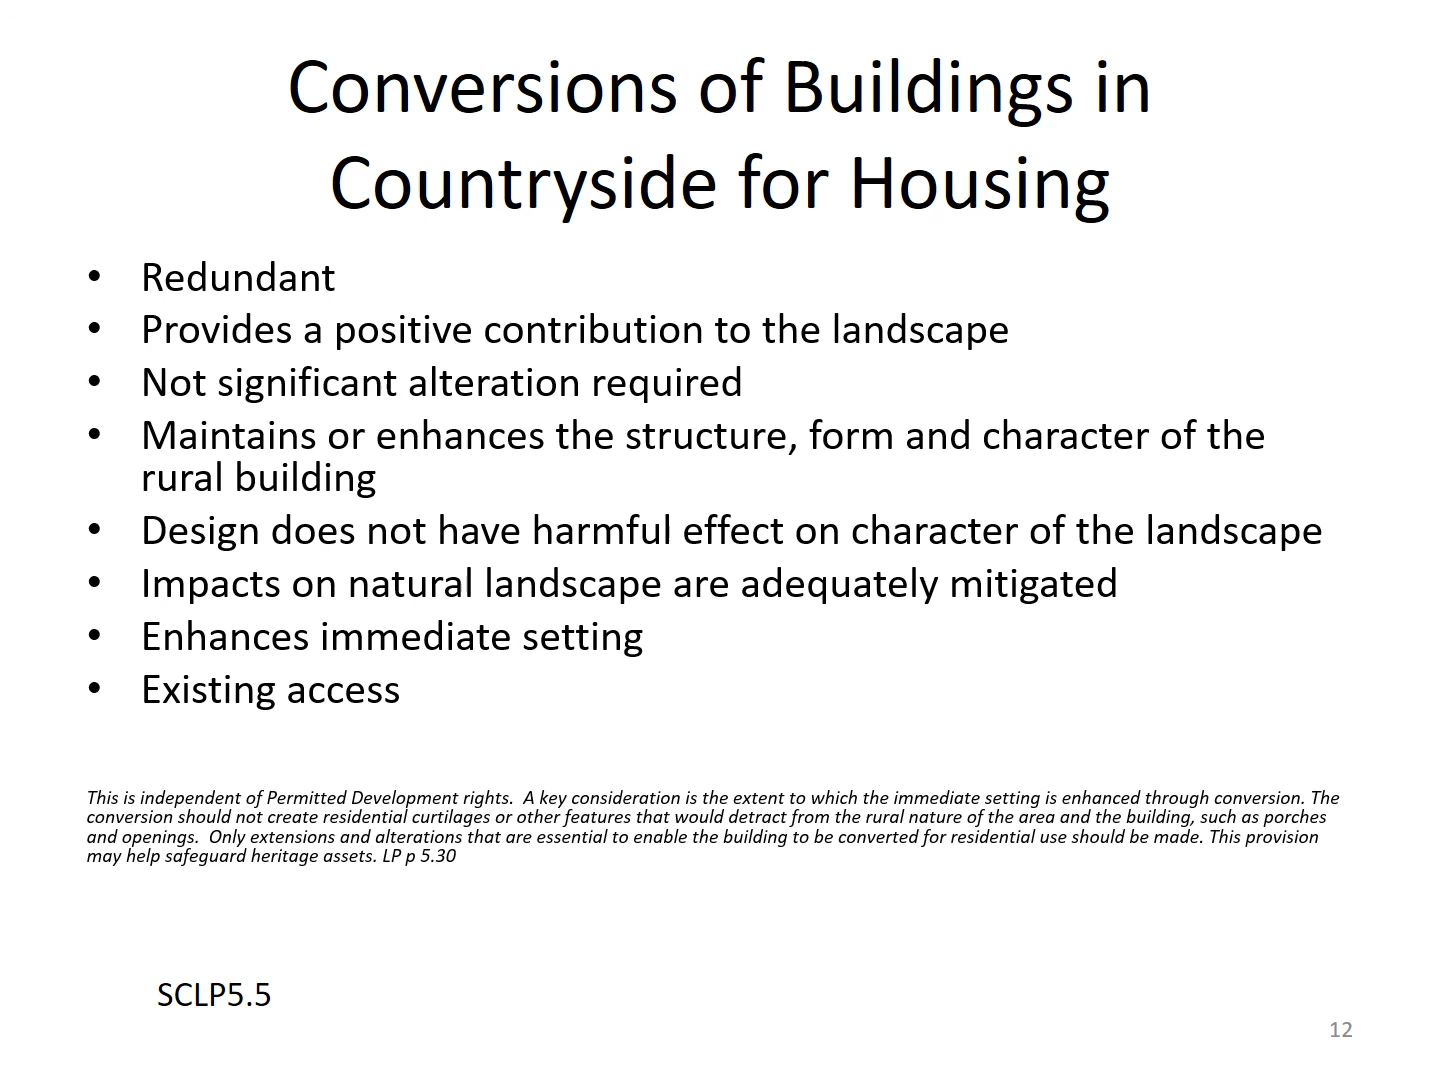 Conversions of Buildings in
Countryside for Housing
• Redundant
• Provides a positive contribution to the landscape
• Not significant alteration required
• Maintains or enhances the structure, form and character of the
rural building
• Design does not have harmful effect on character of the landscape
• Impacts on natural landscape are adequately mitigated
• Enhances immediate setting
• Existing access
This is independent of Permitted Development rights.  A key consideration is the extent to which the immediate setting is enhanced through conversion. The
conversion should not create residential curtilages or other features that would detract from the rural nature of the area and the building, such as porches
and openings.  Only extensions and alterations that are essential to enable the building to be converted for residential use should be made. This provision
may help safeguard heritage assets. LP p 5.30
SCLP5.5
12